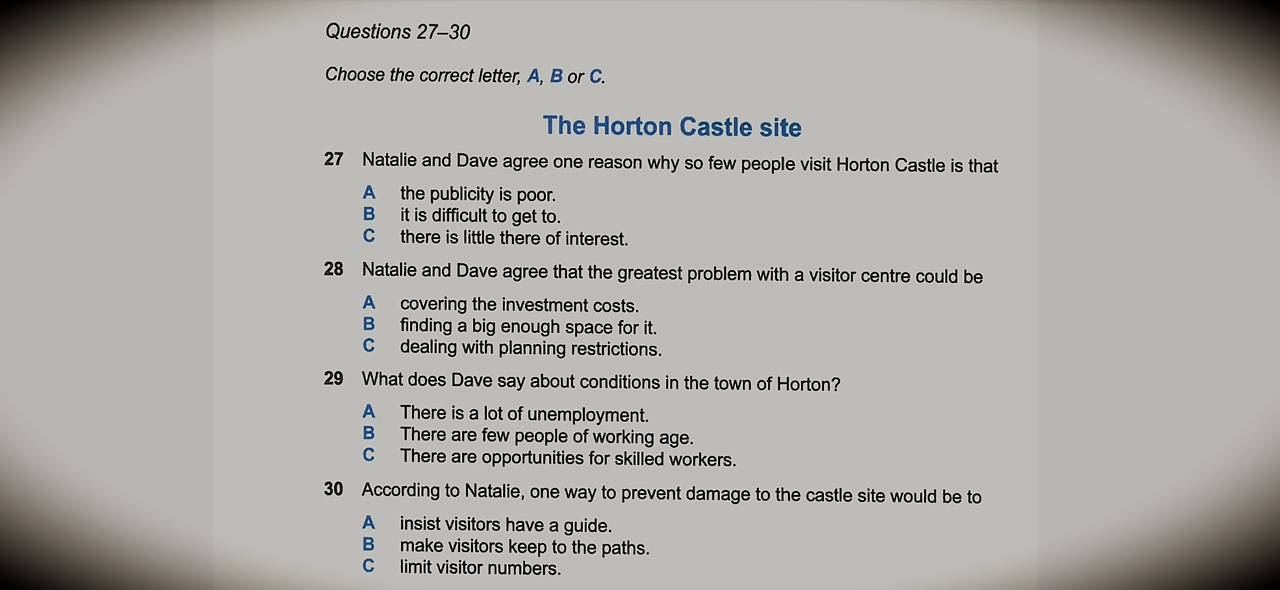 Questions 27–30
Choose the correct letter, A, B or C.
The Horton Castle site
27 Natalie and Dave agree one reason why so few people visit Horton Castle is that
A the publicity is poor.
B it is difficult to get to.
C there is little there of interest.
28 Natalie and Dave agree that the greatest problem with a visitor centre could be
A covering the investment costs.
B finding a big enough space for it.
C dealing with planning restrictions.
29 What does Dave say about conditions in the town of Horton?
A There is a lot of unemployment.
B There are few people of working age.
C There are opportunities for skilled workers.
30 According to Natalie, one way to prevent damage to the castle site would be to
A insist visitors have a guide.
B make visitors keep to the paths.
C limit visitor numbers.